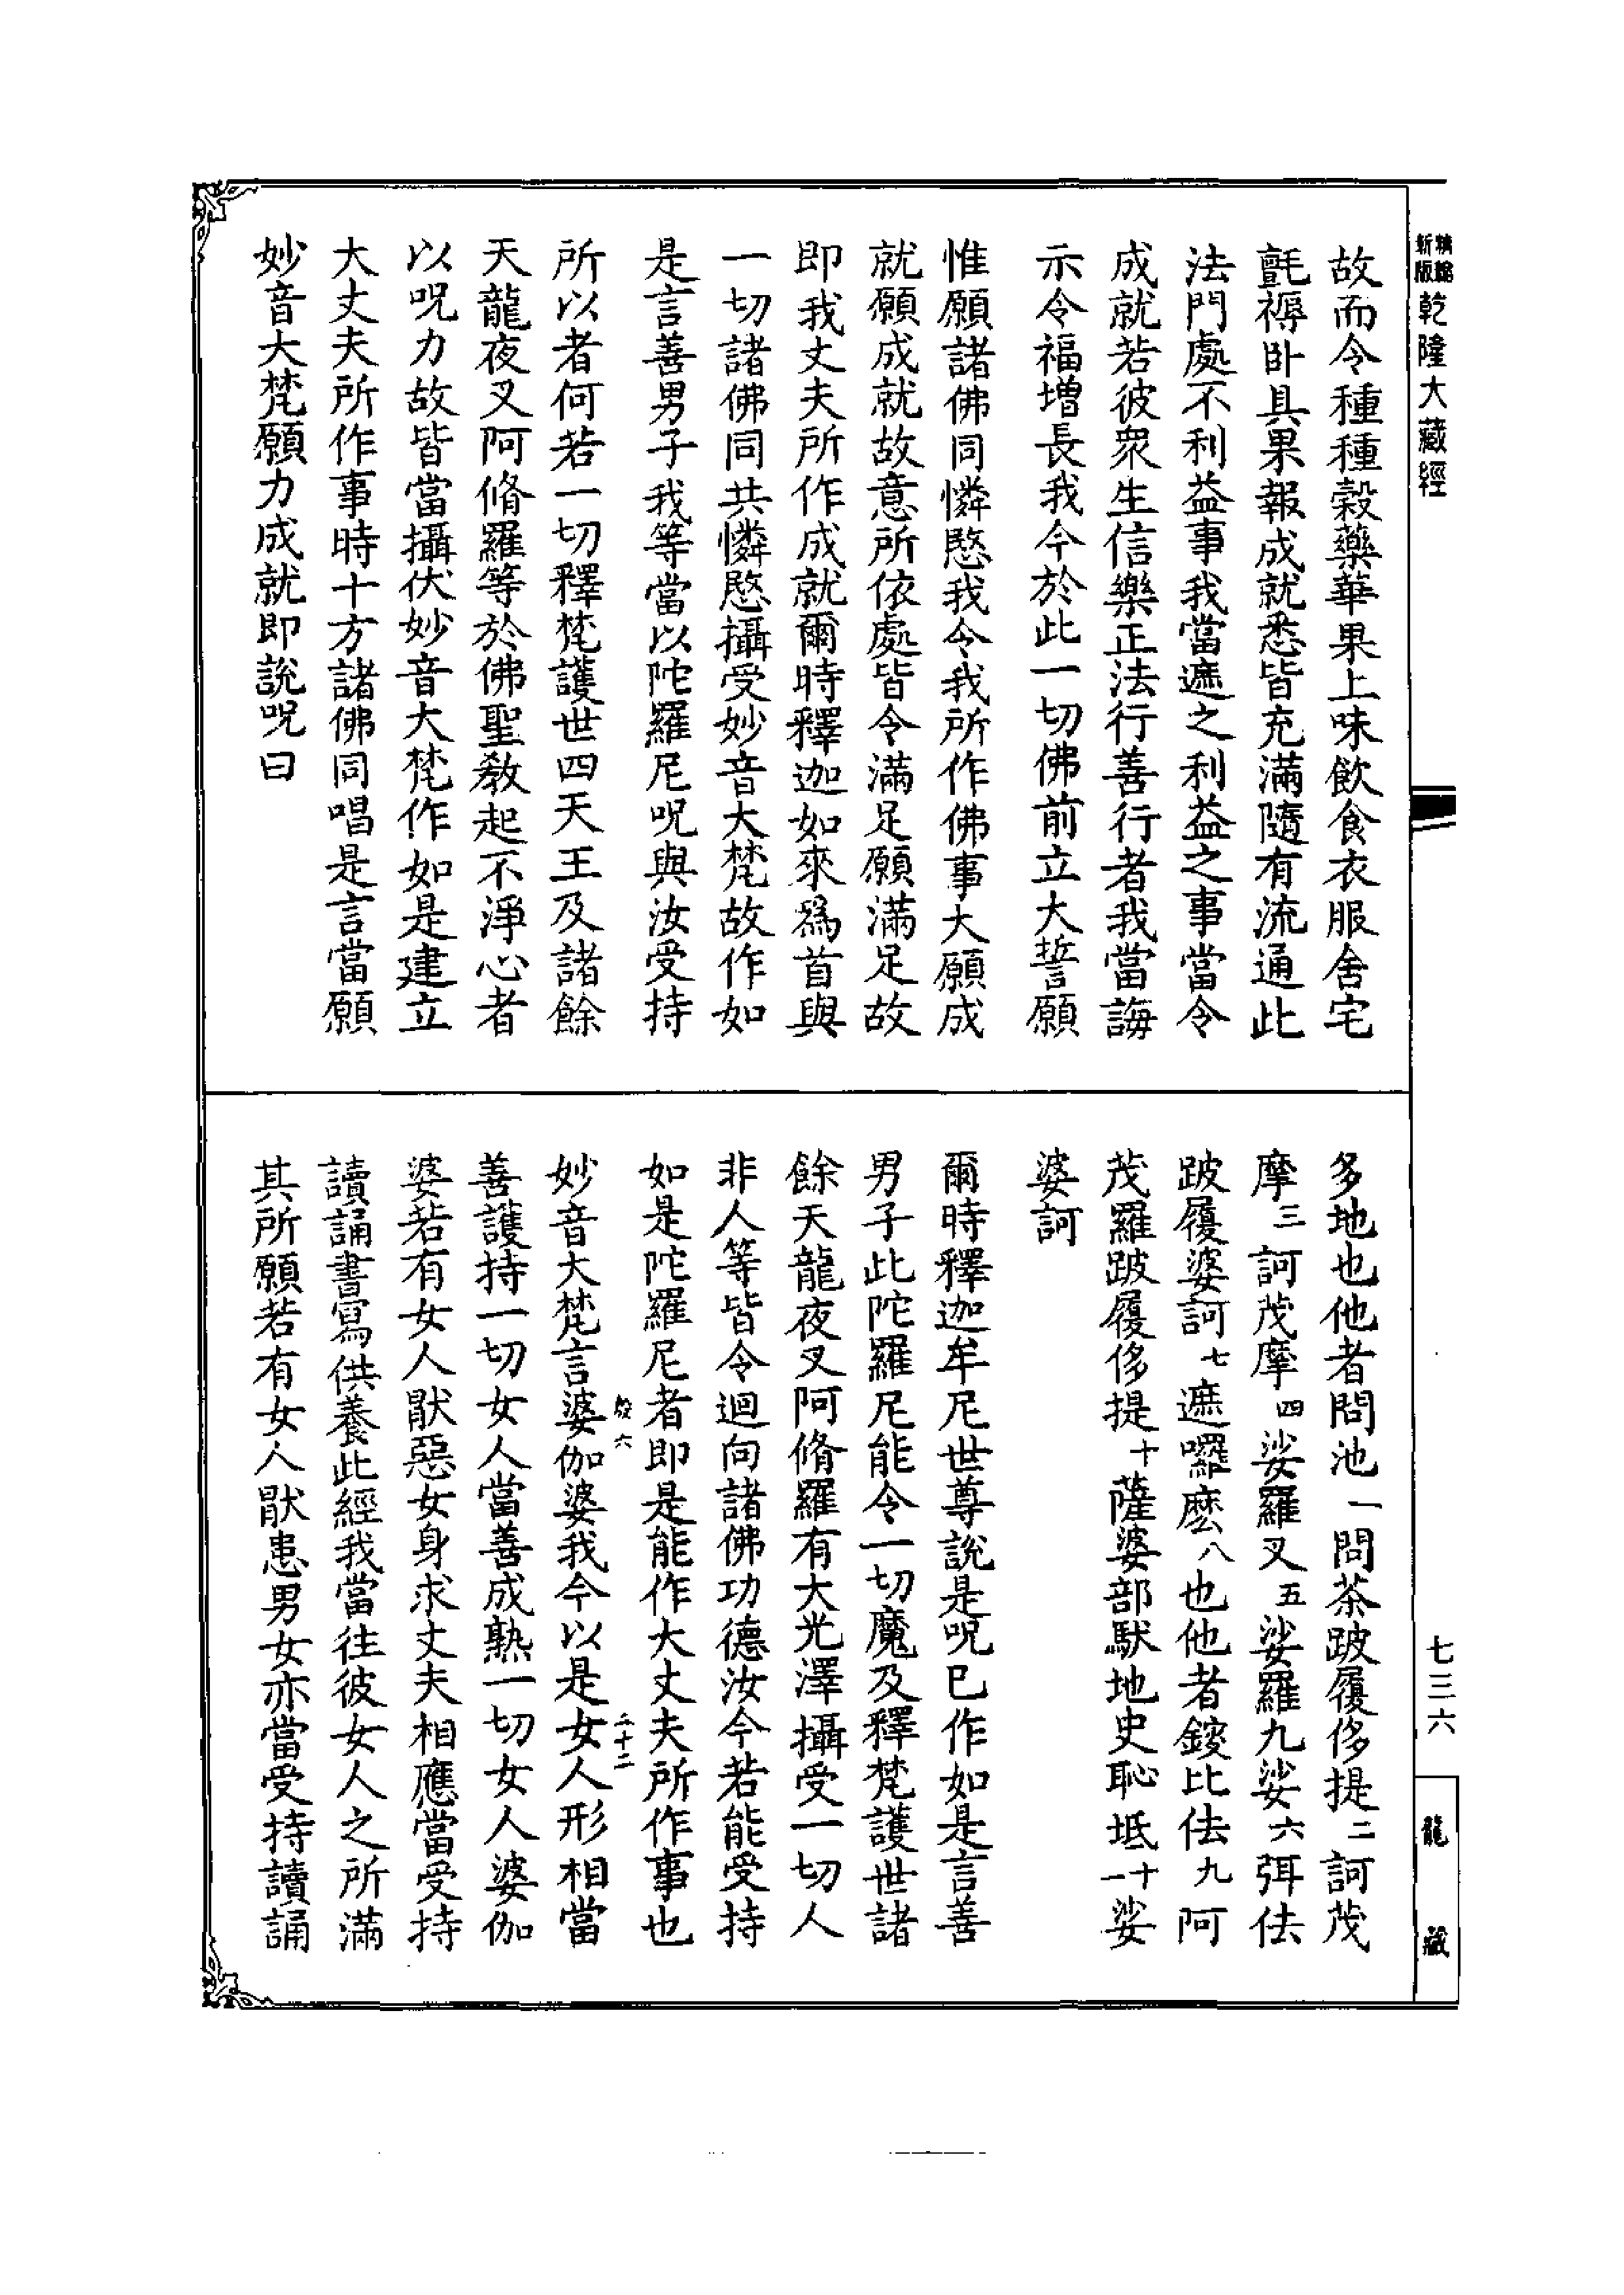 新版精縮乾隆大藏經
故而令種種穀藥華果上味飲食衣服舍宅
氈褥卧具果報成就悉皆充滿隨有流通此
法門處不利益事我當遮之利益之事當令
成就若彼衆生信樂正法行善行者我當誨
示令福增長我今於此一切佛前立大誓願
惟願諸佛同憐愍我令我所作佛事大願成
就願成就故意所依處皆令滿足願滿足故
即我丈夫所作成就爾時釋迦如來爲首與
一切諸佛同共憐愍攝受妙音大梵故作如
是言善男子我等當以陀羅尼呪與汝受持
所以者何若一切釋梵護世四天王及諸餘
天龍夜叉阿脩羅等於佛聖教起不淨心者
以呪力故皆當攝伏妙音大梵作如是建立
大丈夫所作事時十方諸佛同唱是言當願
妙音大梵願力成就即說呪曰
多地也他者問池一問茶跛履侈提二訶茂
摩三訶茂摩四娑羅叉五娑羅九娑六弭佉
跛履婆訶七遮囉麽八也他者鋑比佉九阿
茂羅跛履侈提十薩婆部馱地史恥坻十一娑
婆訶
爾時釋迦牟尼世尊說是呪已作如是言善
男子此陀羅尼能令一切魔及釋梵護世諸
餘天龍夜叉阿脩羅有大光澤攝受一切人
非人等皆令迴向諸佛功德汝今若能受持
如是陀羅尼者即是能作大丈夫所作事也
六 二十二
妙音大梵言婆伽婆我今以是女人形相當
善護持一切女人當善成熟一切女人婆伽
婆若有女人厭惡女身求丈夫相應當受持
讀誦書寫供養此經我當往彼女人之所滿
其所願若有女人厭患男女亦當受持讀誦
七三六
龍藏